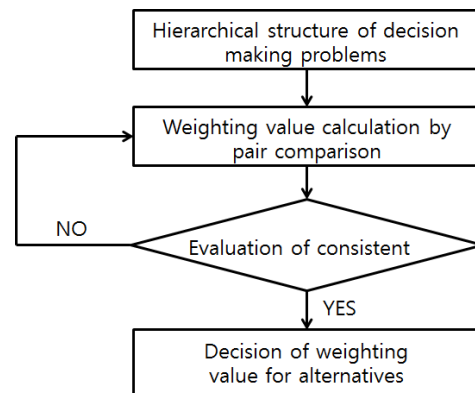 Hierarchical structure of decision
making problems
Weighting value calculation by
pair comparison
NO
Evaluation of consistent
YES
Decision of weighting
value for alternatives